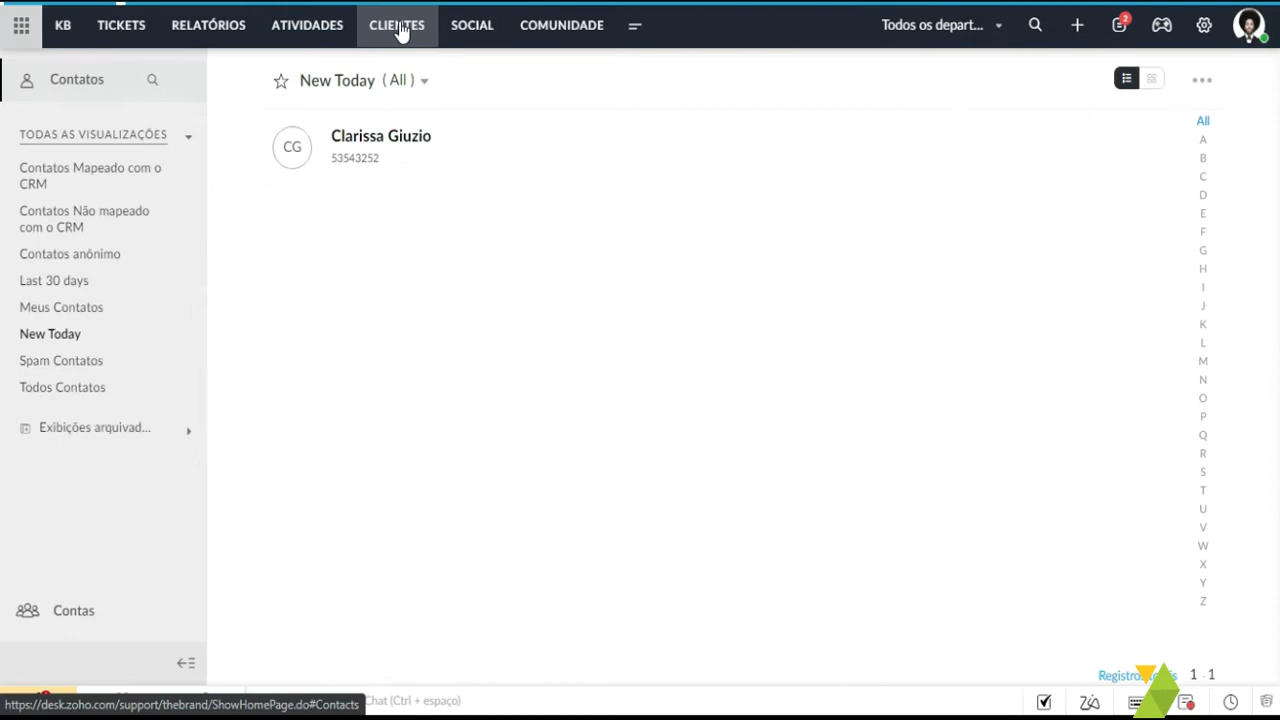 KB TICKETS RELATÓRIOS ATIVIDADES CLIENTES SOCIAL COMUNIDADE Todos os depart... 2
Contatos
New Today ( All )
TODAS AS VISUALIZAÇÕES
Contatos Mapeado com o
CRM
Contatos Não mapeado
com o CRM
Contatos anônimo
Last 30 days
Meus Contatos
New Today
Spam Contatos
Todos Contatos
Exibições arquivad...
Contas
CG
Clarissa Giuzio
53543252
All
A
B
C
D
E
F
G
H
I
J
K
L
M
N
O
P
Q
R
S
T
U
V
W
X
Y
Z
1 - 1
https://desk.zoho.com/support/thebrand/ShowHomePage.do#Contacts
Chat (Ctrl + espaço)